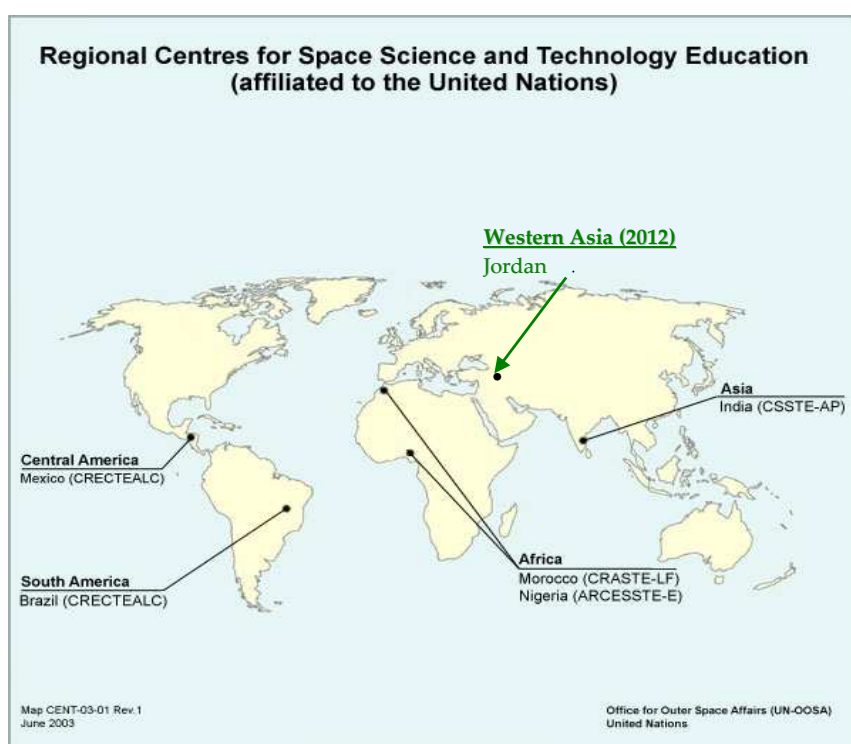 Regional Centres for Space Science and Technology Education
(affiliated to the United Nations)
Western Asia (2012)
Jordan .
Asia
India (CSSTE-AP)
Central America
Mexico (CRECTEALC)
Africa
Morocco (CRASTE-LF)
Nigeria (ARCESSTE-E)
South America
Brazil (CRECTEALC)
Map CENT-03-01 Rev.1
June 2003
Office for Outer Space Affairs (UN-OOSA)
United Nations